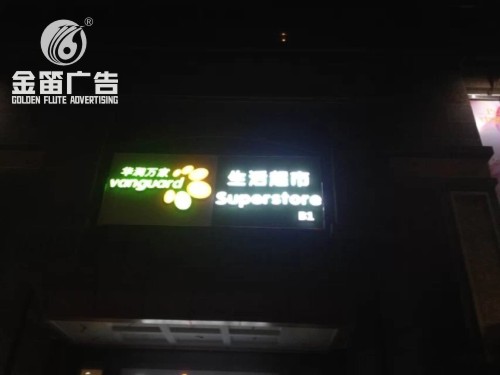 ®
金笛广告
GOLDEN FLUTE ADVERTISING
华润万家
vanguard
生活超市
Superstore
B1